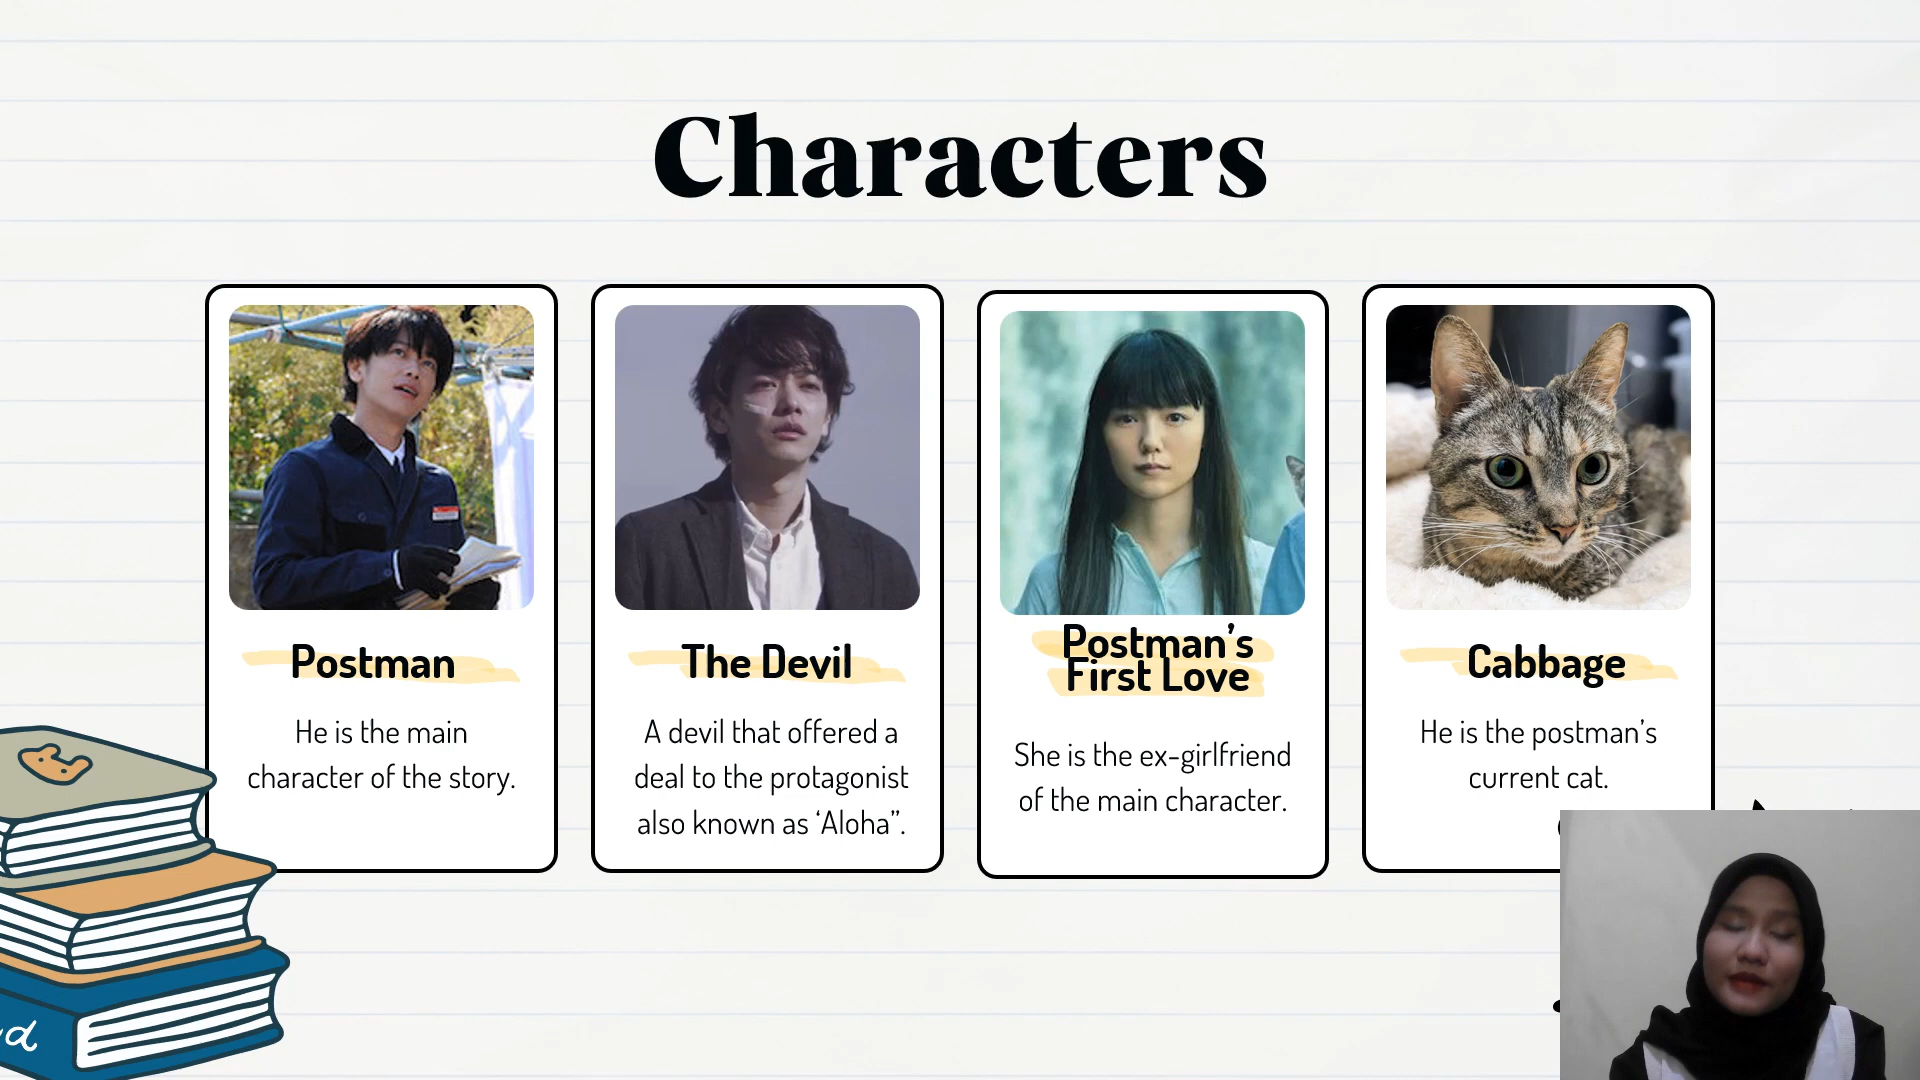 Characters
Postman
He is the main
character of the story.
The Devil
A devil that offered a
deal to the protagonist
also known as ‘Aloha”.
Postman’s
First Love
She is the ex-girlfriend
of the main character.
Cabbage
He is the postman’s
current cat.